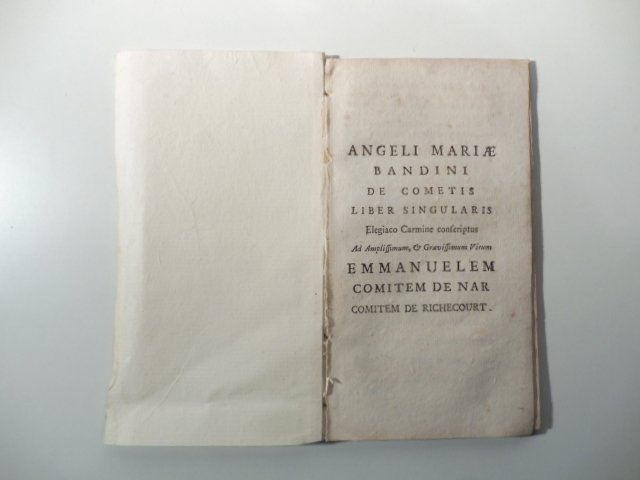 ANGELI MARIÆ
BANDINI
DE COMETIS
LIBER SINGULARIS
Elegiaco Carmine conſcriptus
Ad Ampliſſimum, & Græviſſimum Virum
EMMANUELEM
COMITEM DE NAR
COMITEM DE RICHECOURT.